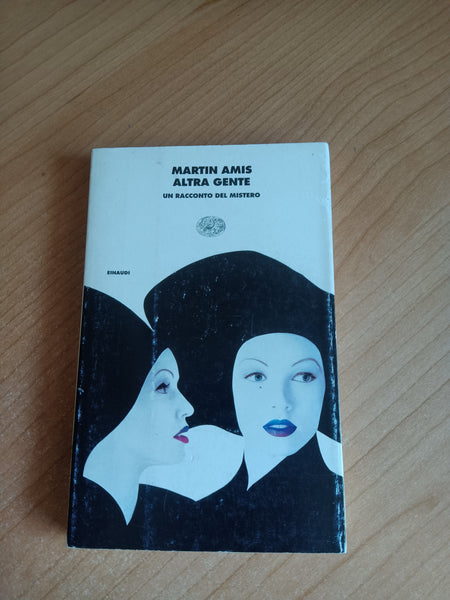 MARTIN AMIS
ALTRA GENTE
UN RACCONTO DEL MISTERO
EINAUDI